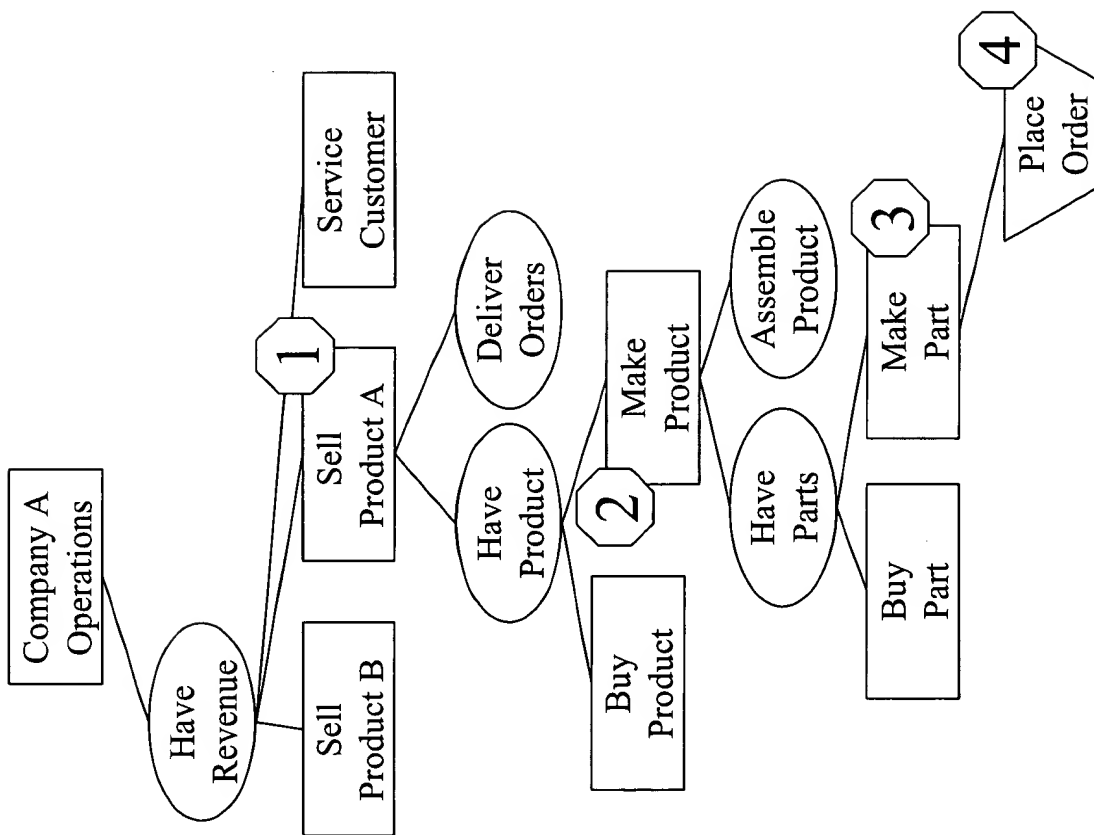 Company A
Operations
Have
Revenue
Sell
Product B
Sell
Product A
1
Service
Customer
Have
Product
Deliver
Orders
Buy
Product
2
Make
Product
Have
Parts
Assemble
Product
Buy
Part
Make
Part
3
Place
Order
4